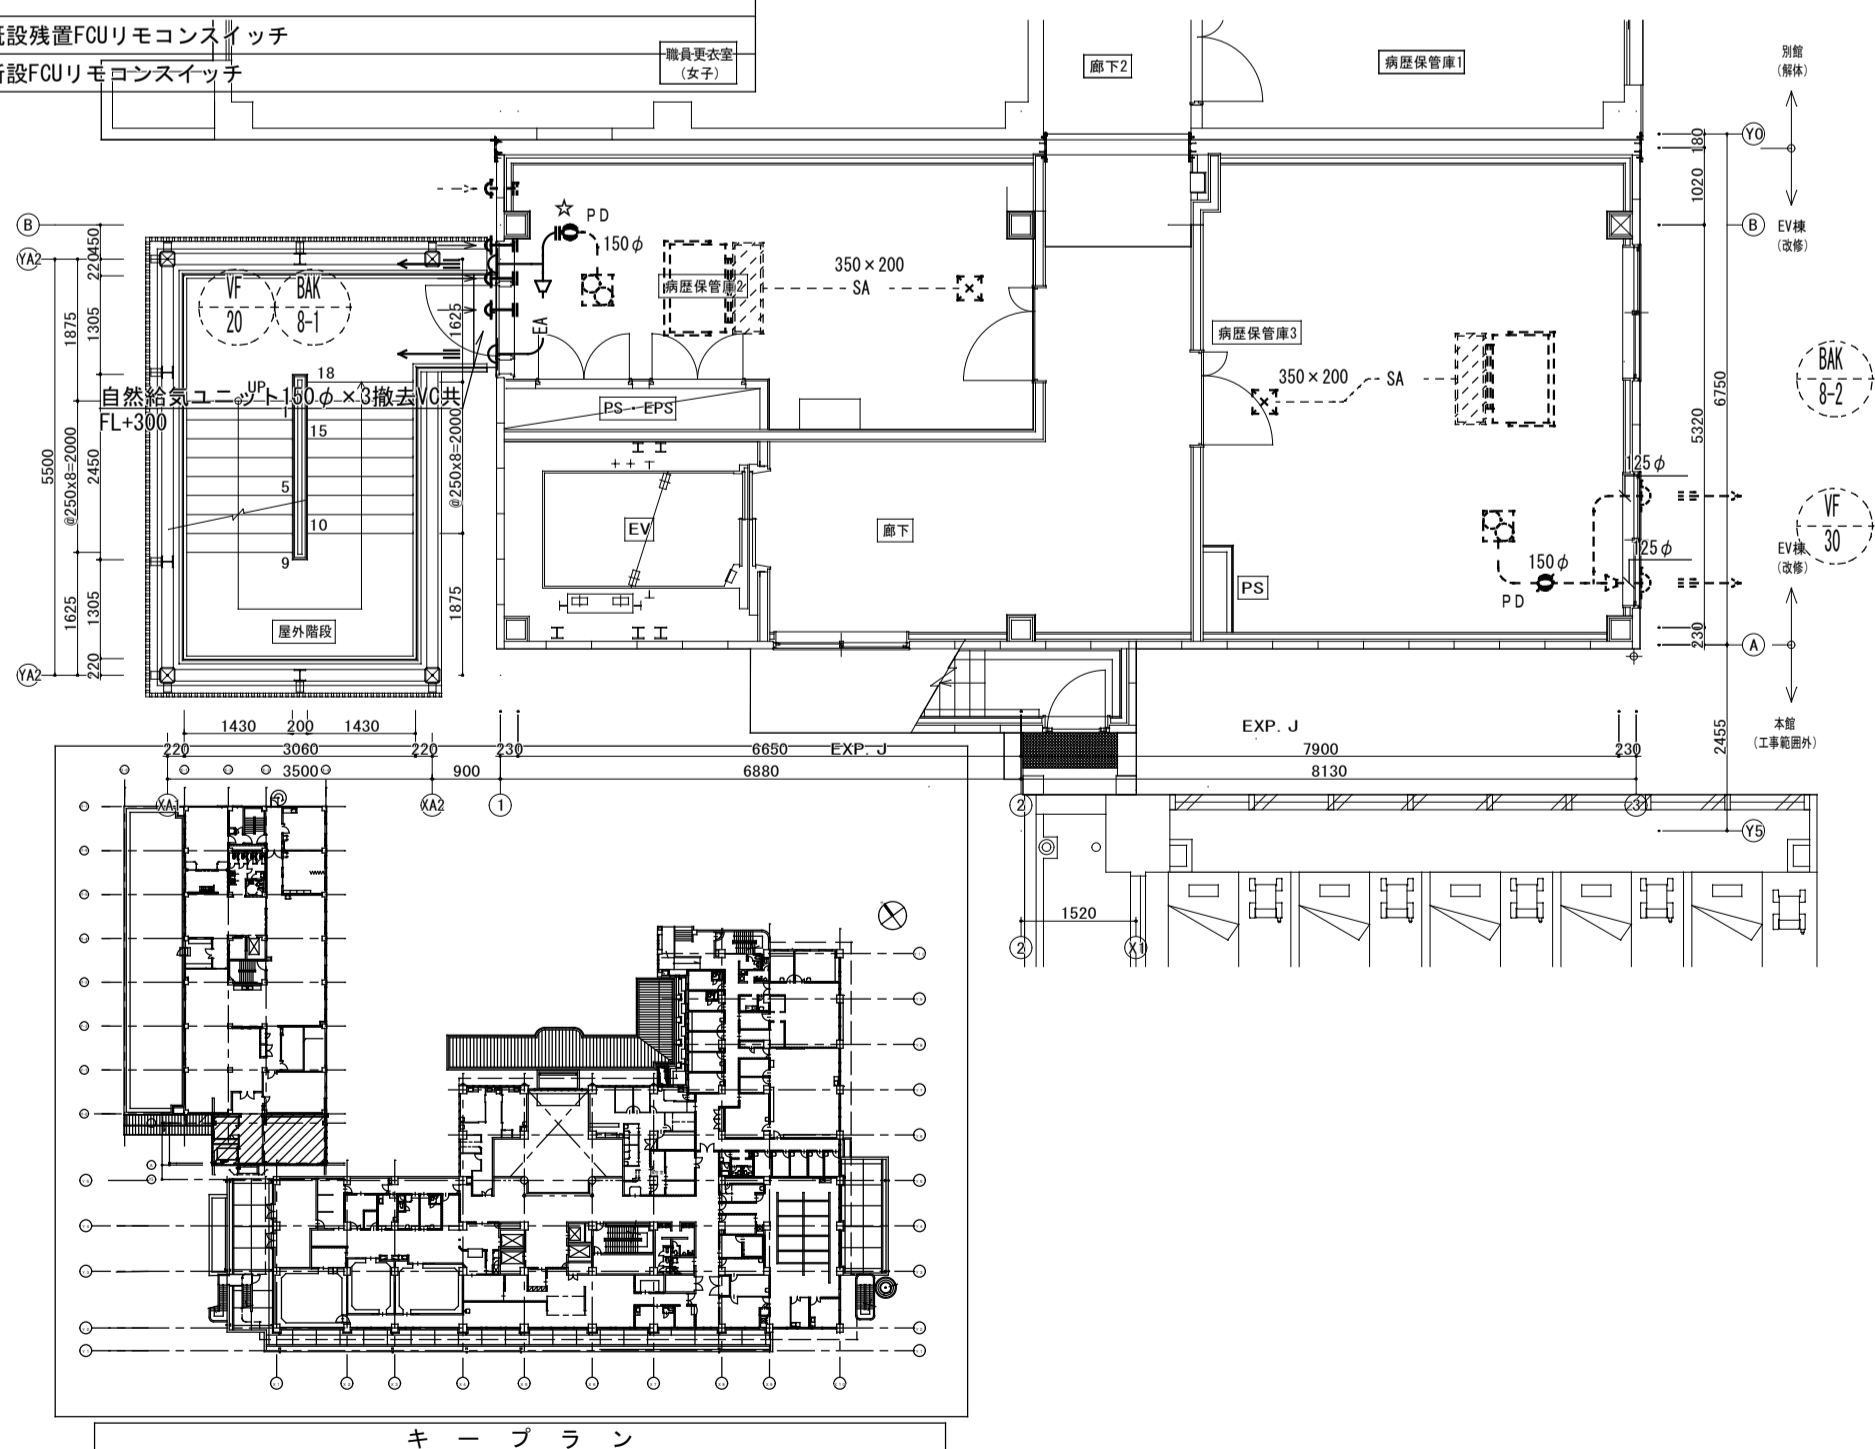 設残置FCUリモコンスイッチ
設FCUリモコンスイッチ
職員更衣室
(女子)
廊下2
病歴保管庫1
別館
(解体)
Y0
180
1020
B
EV棟
(改修)
B
YA2
220
450
1875
1305
1625
VF
20
BAK
8-1
☆
PD
150φ
病歴保管庫2
350×200
SA
EA
病歴保管庫3
350×200
SA
BAK
8-2
6750
5320
自然給気ユニット150φ×3撤去VC共
FL+300
UP
18
1
15
5
10
9
PS・EPS
5500
@250x8=2000
2450
@250x8=2000
EV
廊下
125φ
VF
30
125φ
EV棟
(改修)
150φ
PD
PS
1625
1305
1875
220
屋外階段
YA2
230
A
本館
(工事範囲外)
2455
1430
200
1430
EXP. J
220
3060
220
230
6650
EXP. J
7900
230
3500
900
6880
8130
XA1
XA2
1
2
3
Y5
1520
2
X1
キープラン